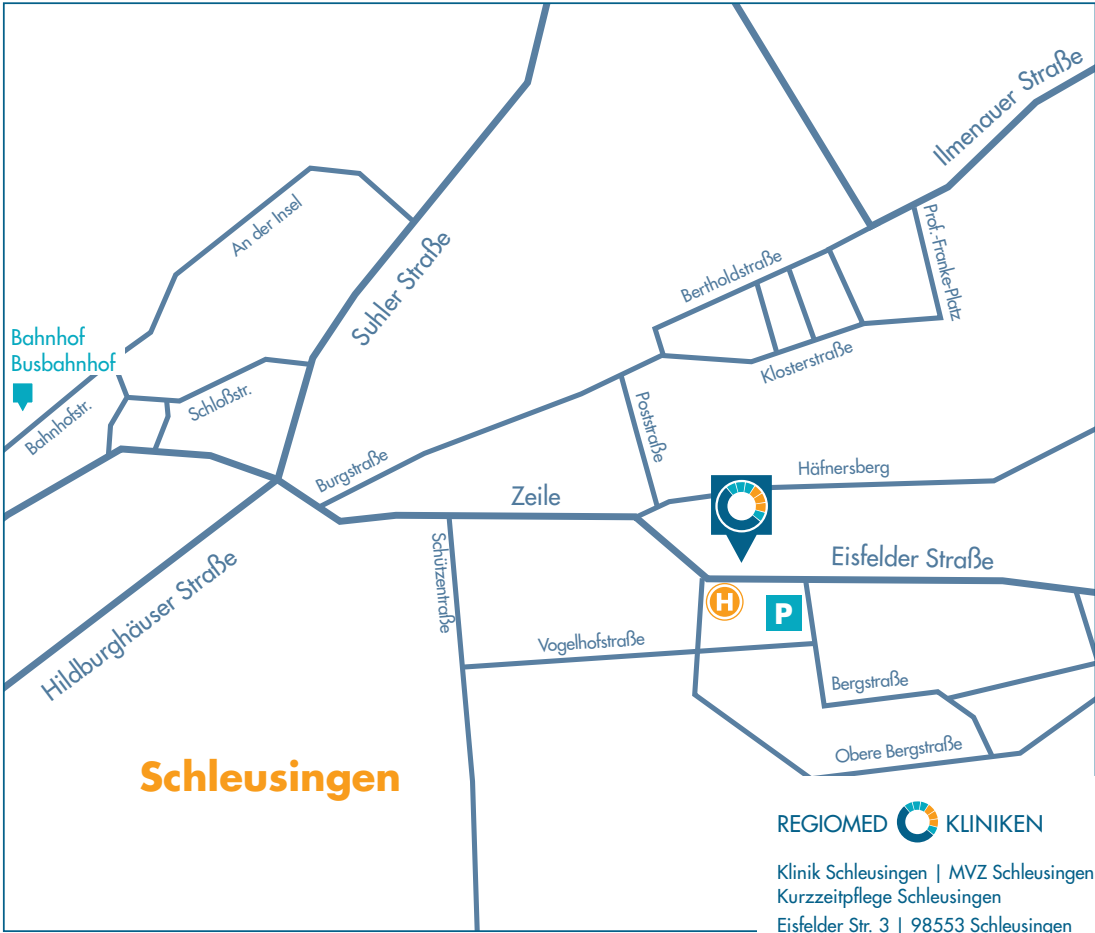 Ilmenauer Straße
An der Insel
Prof.-Franke-Platz
Suhler Straße
Bertholdstraße
Bahnhof
Busbahnhof
Klosterstraße
Schloßstr.
Bahnhofstr.
Poststraße
Burgstraße
Häfnersberg
Zeile
Eisfelder Straße
Schützentraße
Hildburghäuser Straße
H
P
Vogelhofstraße
Bergstraße
Obere Bergstraße
Schleusingen
REGIOMED KLINIKEN
Klinik Schleusingen | MVZ Schleusingen
Kurzzeitpflege Schleusingen
Eisfelder Str. 3 | 98553 Schleusingen